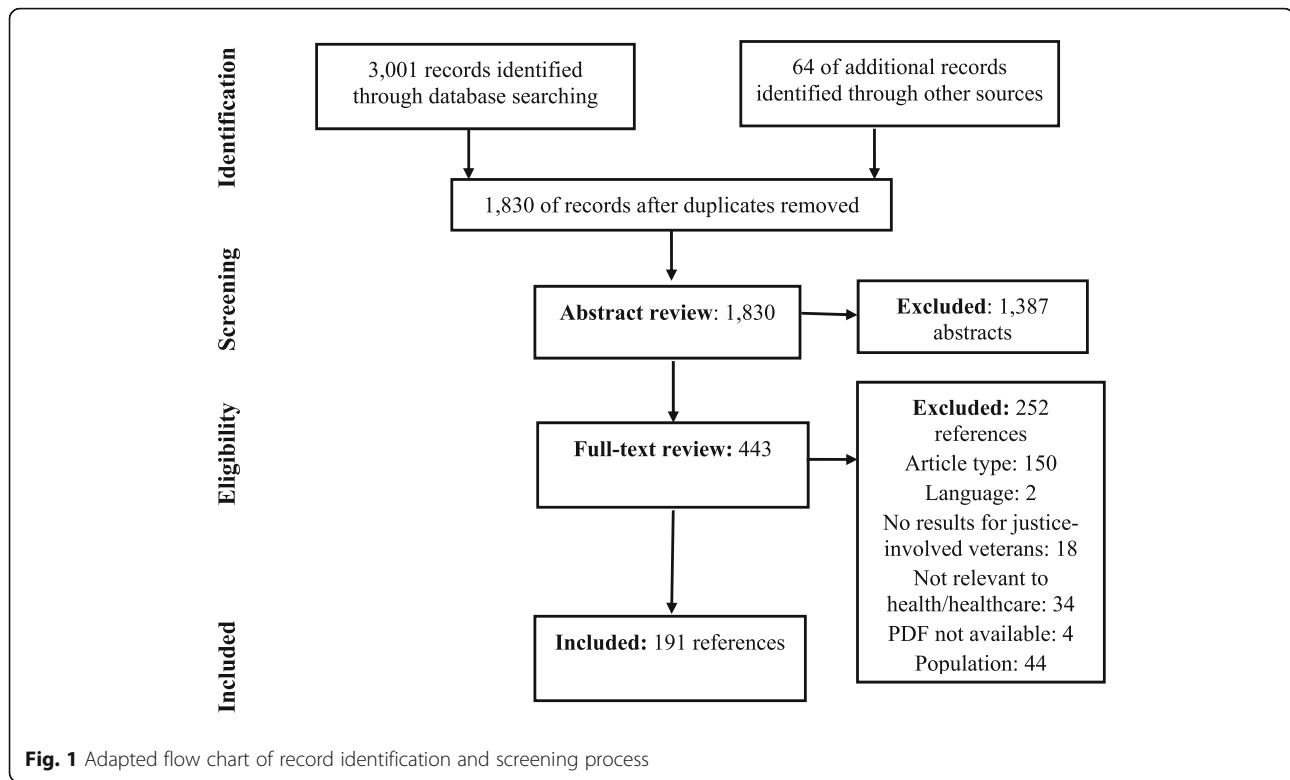 Identification
3,001 records identified
through database searching
64 of additional records
identified through other sources
1,830 of records after duplicates removed
Screening
Abstract review: 1,830
Excluded: 1,387
abstracts
Eligibility
Full-text review: 443
Excluded: 252
references
Article type: 150
Language: 2
No results for justice-
involved veterans: 18
Not relevant to
health/healthcare: 34
PDF not available: 4
Population: 44
Included
Included: 191 references
Fig. 1 Adapted flow chart of record identification and screening process